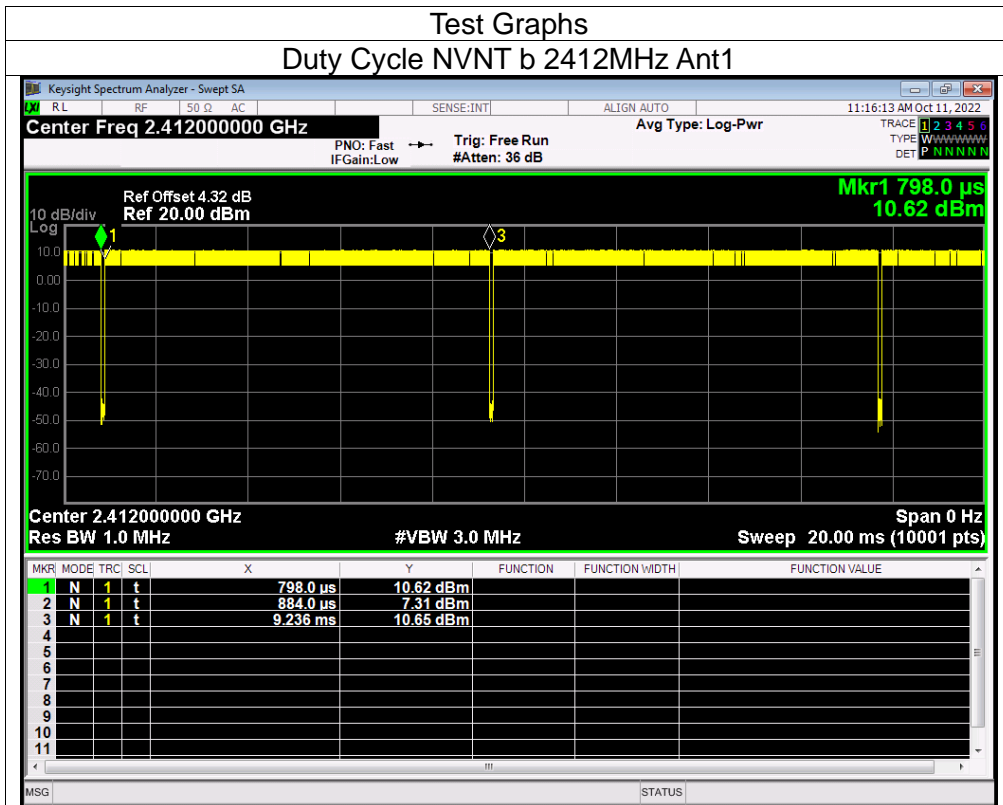 Test Graphs
Duty Cycle NVNT b 2412MHz Ant1
Keysight Spectrum Analyzer - Swept SA
LXI RL RF 50 Ω AC SENSE:INT ALIGN AUTO 11:16:13 AM Oct 11, 2022
Center Freq 2.412000000 GHz Avg Type: Log-Pwr TRACE 1 2 3 4 5 6
PNO: Fast Trig: Free Run TYPE WWWWWW
IFGain:Low #Atten: 36 dB DET P N N N N N
Mkr1 798.0 µs
Ref Offset 4.32 dB
10 dB/div Ref 20.00 dBm 10.62 dBm
Log
1 3
10.0
0.00
-10.0
-20.0
-30.0
-40.0
-50.0
-60.0
-70.0
Center 2.412000000 GHz Span 0 Hz
Res BW 1.0 MHz #VBW 3.0 MHz Sweep 20.00 ms (10001 pts)
MKR MODE TRC SCL X Y FUNCTION FUNCTION WIDTH FUNCTION VALUE
1 N 1 t 798.0 µs 10.62 dBm
2 N 1 t 884.0 µs 7.31 dBm
3 N 1 t 9.236 ms 10.65 dBm
4
5
6
7
8
9
10
11
MSG STATUS